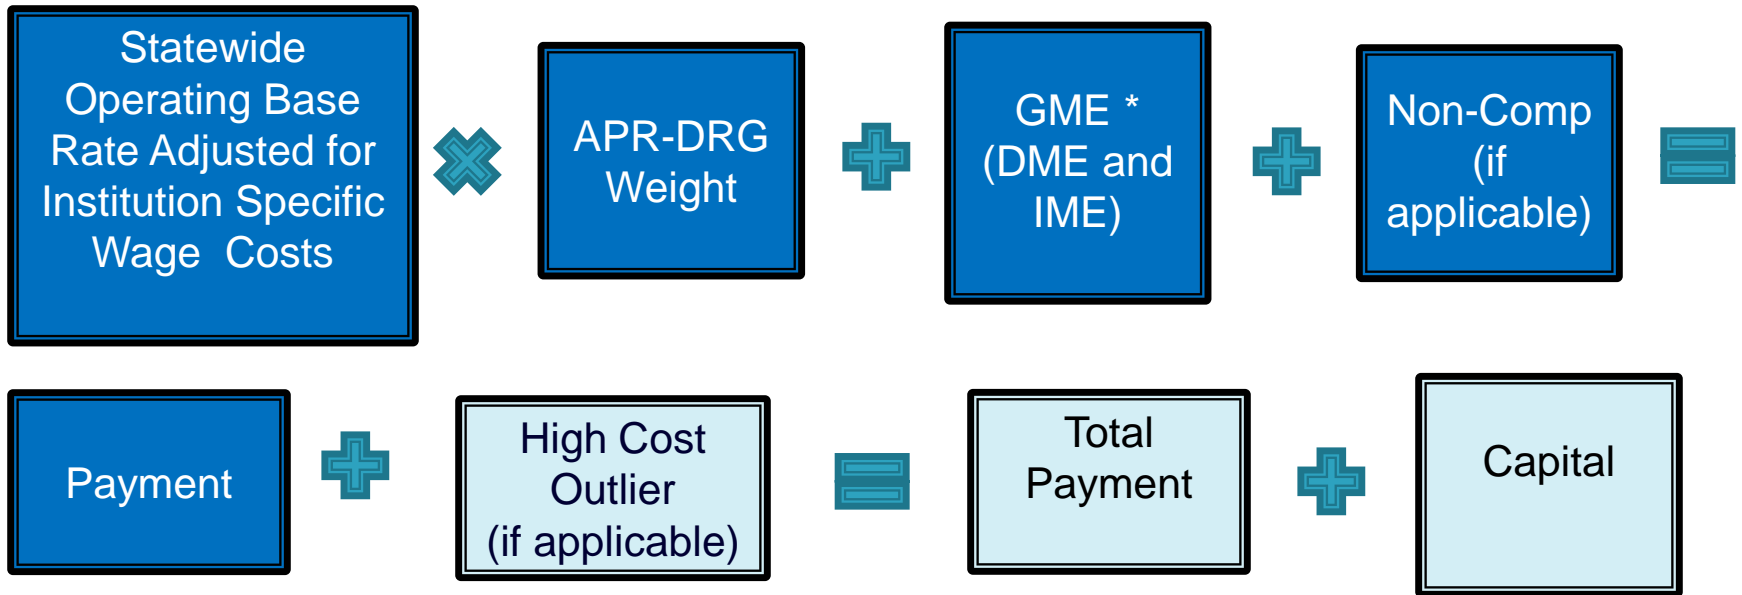 Statewide
Operating Base
Rate Adjusted for
Institution Specific
Wage Costs
APR-DRG
Weight
GME *
(DME and
IME)
Non-Comp
(if
applicable)
Payment
High Cost
Outlier
(if applicable)
Total
Payment
Capital